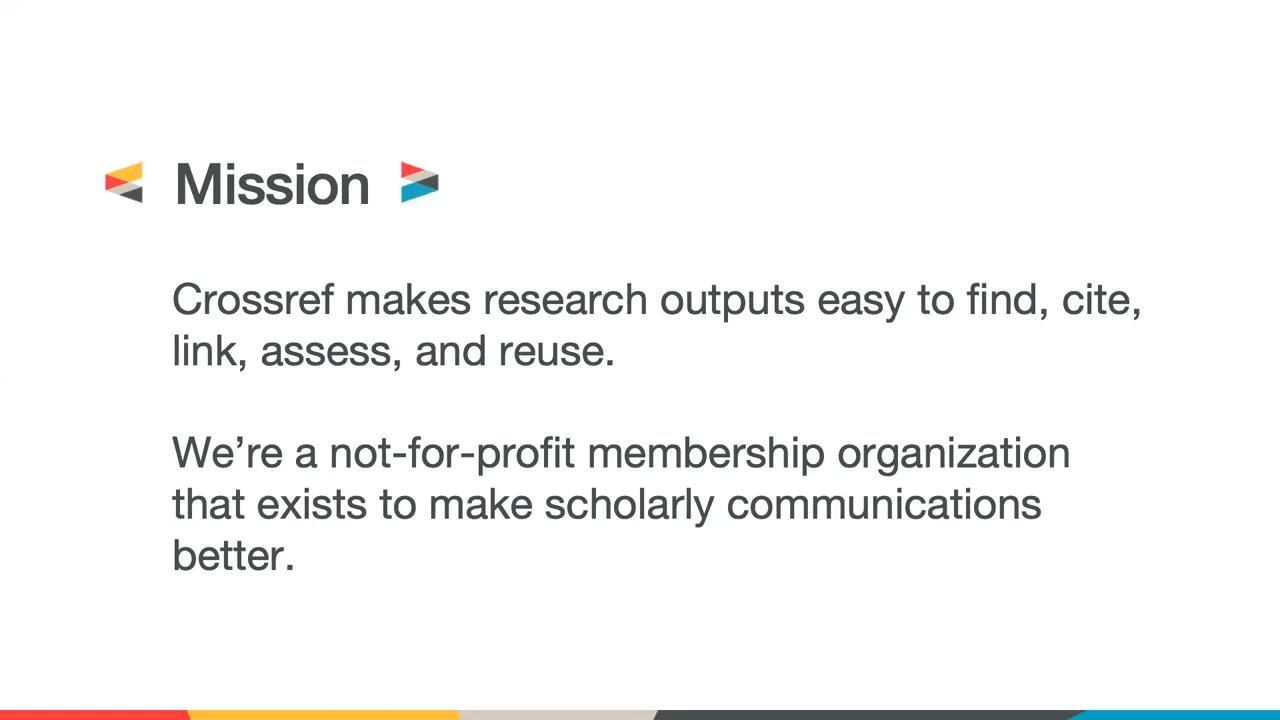 Mission
Crossref makes research outputs easy to find, cite,
link, assess, and reuse.
We’re a not-for-profit membership organization
that exists to make scholarly communications
better.